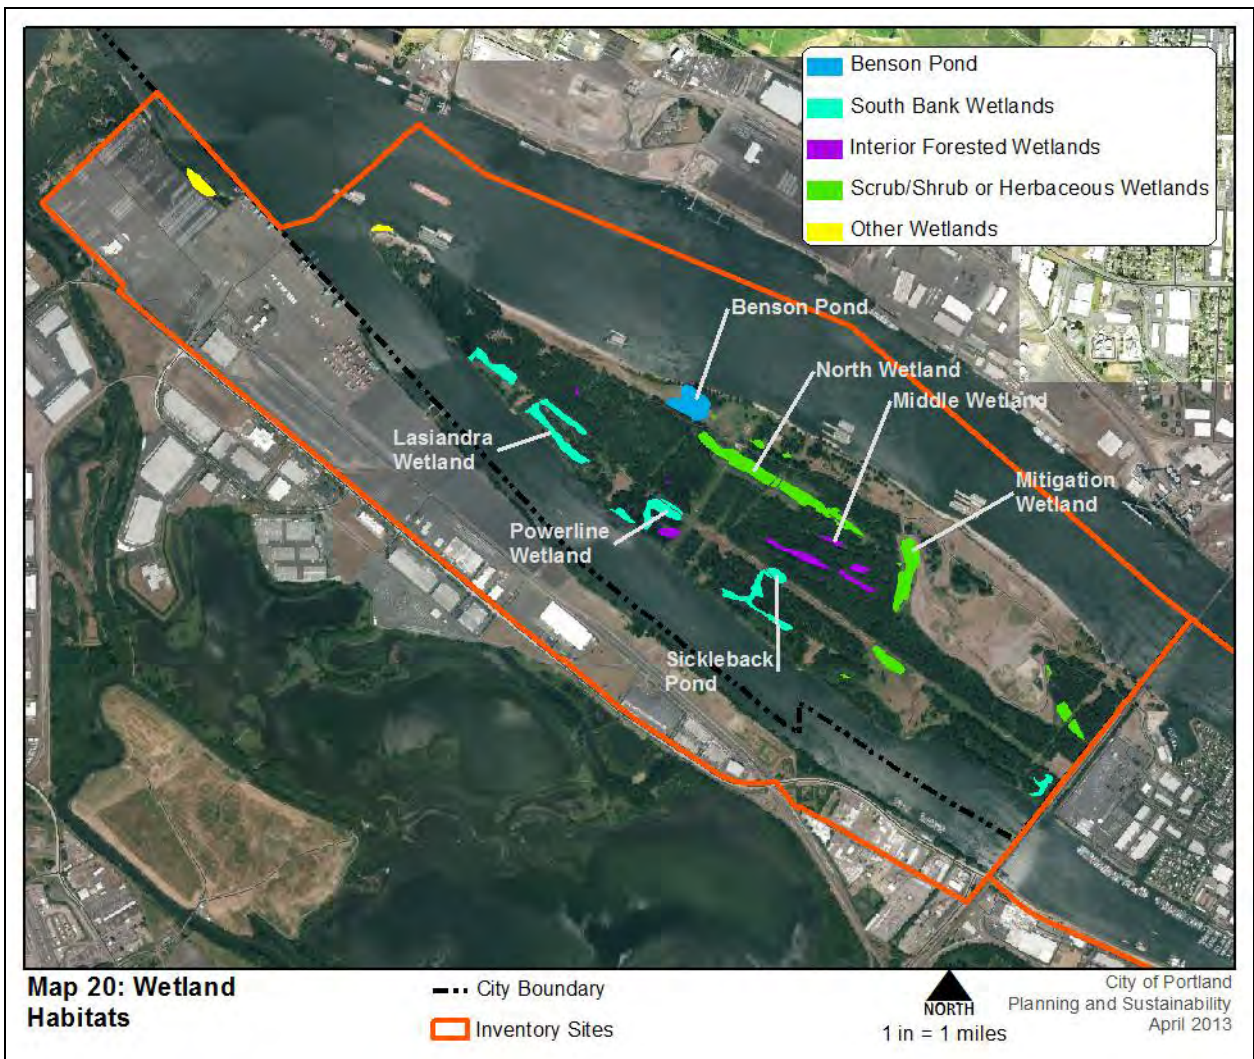 Benson Pond
South Bank Wetlands
Interior Forested Wetlands
Scrub/Shrub or Herbaceous Wetlands
Other Wetlands
Benson Pond
North Wetland
Middle Wetland
Lasiandra
Wetland
Mitigation
Wetland
Powerline
Wetland
Sickleback
Pond
Map 20: Wetland
Habitats
City Boundary
Inventory Sites
NORTH
1 in = 1 miles
City of Portland
Planning and Sustainability
April 2013